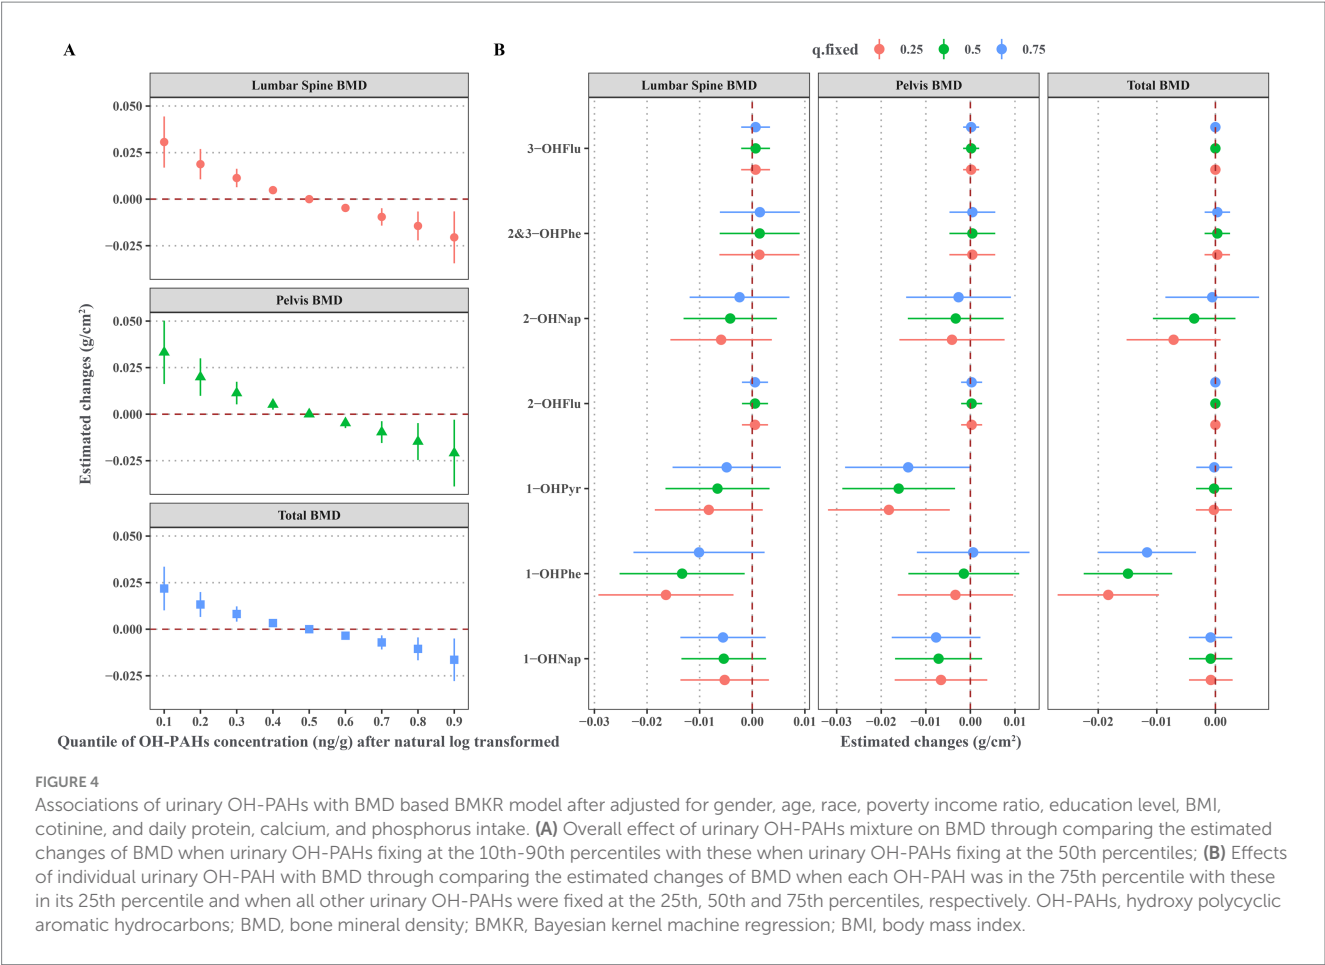 A
B
q.fixed 0.25 0.5 0.75
Lumbar Spine BMD
0.050
0.025
0.000
−0.025
Pelvis BMD
0.050
0.025
0.000
−0.025
Total BMD
0.050
0.025
0.000
−0.025
Estimated changes (g/cm²)
0.1 0.2 0.3 0.4 0.5 0.6 0.7 0.8 0.9
Quantile of OH-PAHs concentration (ng/g) after natural log transformed
Lumbar Spine BMD Pelvis BMD Total BMD
3−OHFlu
2&3−OHPhe
2−OHNap
2−OHFlu
1−OHPyr
1−OHPhe
1−OHNap
−0.03 −0.02 −0.01 0.00 0.01 −0.03 −0.02 −0.01 0.00 0.01 −0.02 −0.01 0.00
Estimated changes (g/cm²)
FIGURE 4
Associations of urinary OH-PAHs with BMD based BMKR model after adjusted for gender, age, race, poverty income ratio, education level, BMI,
cotinine, and daily protein, calcium, and phosphorus intake. (A) Overall effect of urinary OH-PAHs mixture on BMD through comparing the estimated
changes of BMD when urinary OH-PAHs fixing at the 10th-90th percentiles with these when urinary OH-PAHs fixing at the 50th percentiles; (B) Effects
of individual urinary OH-PAH with BMD through comparing the estimated changes of BMD when each OH-PAH was in the 75th percentile with these
in its 25th percentile and when all other urinary OH-PAHs were fixed at the 25th, 50th and 75th percentiles, respectively. OH-PAHs, hydroxy polycyclic
aromatic hydrocarbons; BMD, bone mineral density; BMKR, Bayesian kernel machine regression; BMI, body mass index.